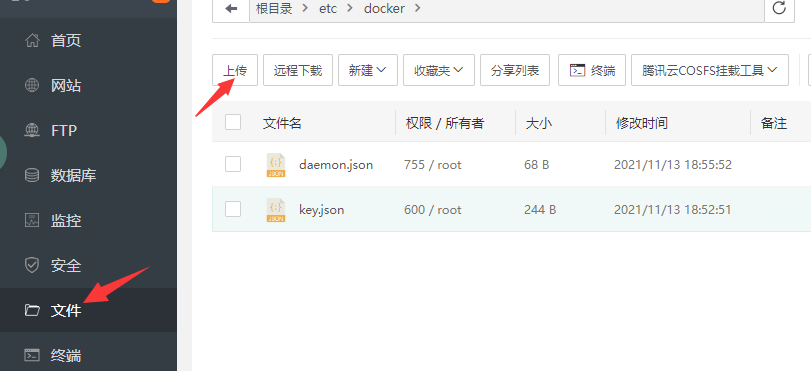 根目录 > etc > docker >
首页
网站
FTP
数据库
监控
安全
文件
终端
上传 远程下载 新建 收藏夹 分享列表 终端 腾讯云COSFS挂载工具
文件名 权限 / 所有者 大小 修改时间 备注
JSON daemon.json 755 / root 68 B 2021/11/13 18:55:52
JSON key.json 600 / root 244 B 2021/11/13 18:52:51